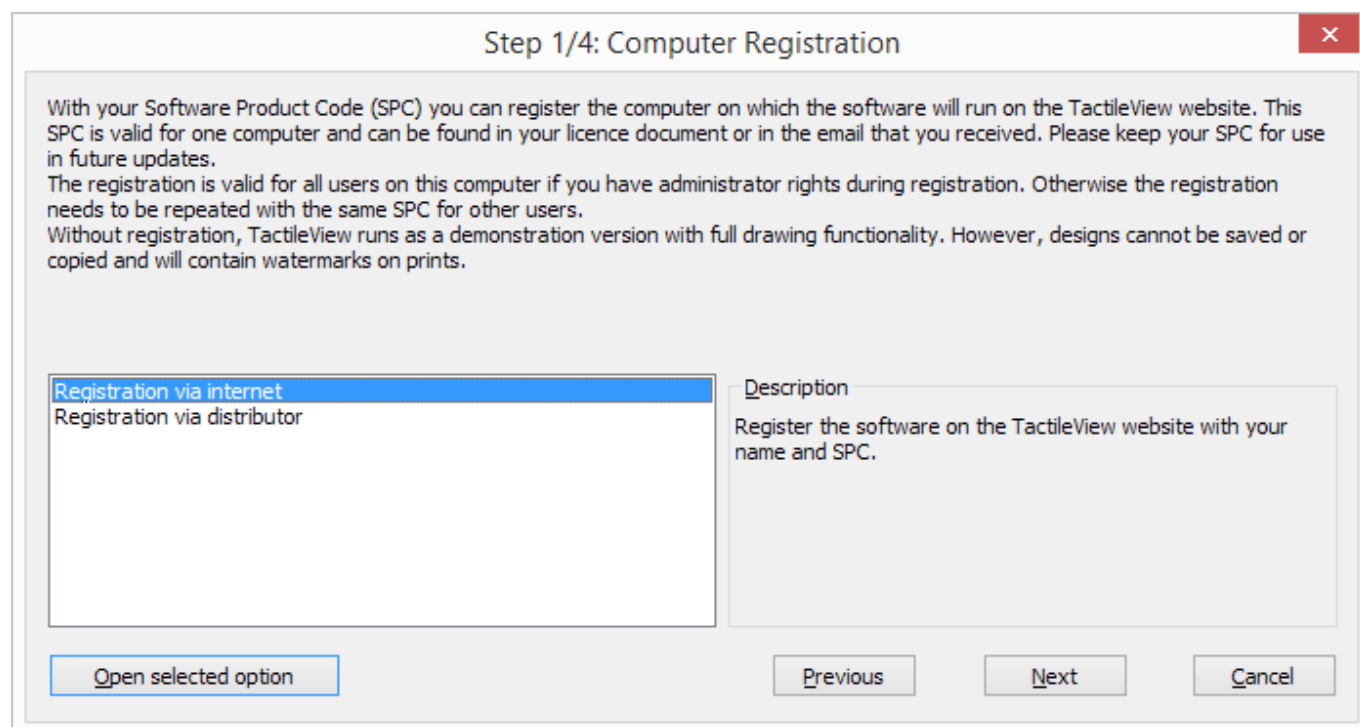 Step 1/4: Computer Registration
With your Software Product Code (SPC) you can register the computer on which the software will run on the TactileView website. This
SPC is valid for one computer and can be found in your licence document or in the email that you received. Please keep your SPC for use
in future updates.
The registration is valid for all users on this computer if you have administrator rights during registration. Otherwise the registration
needs to be repeated with the same SPC for other users.
Without registration, TactileView runs as a demonstration version with full drawing functionality. However, designs cannot be saved or
copied and will contain watermarks on prints.
Registration via internet
Registration via distributor
Description
Register the software on the TactileView website with your
name and SPC.
Open selected option
Previous
Next
Cancel